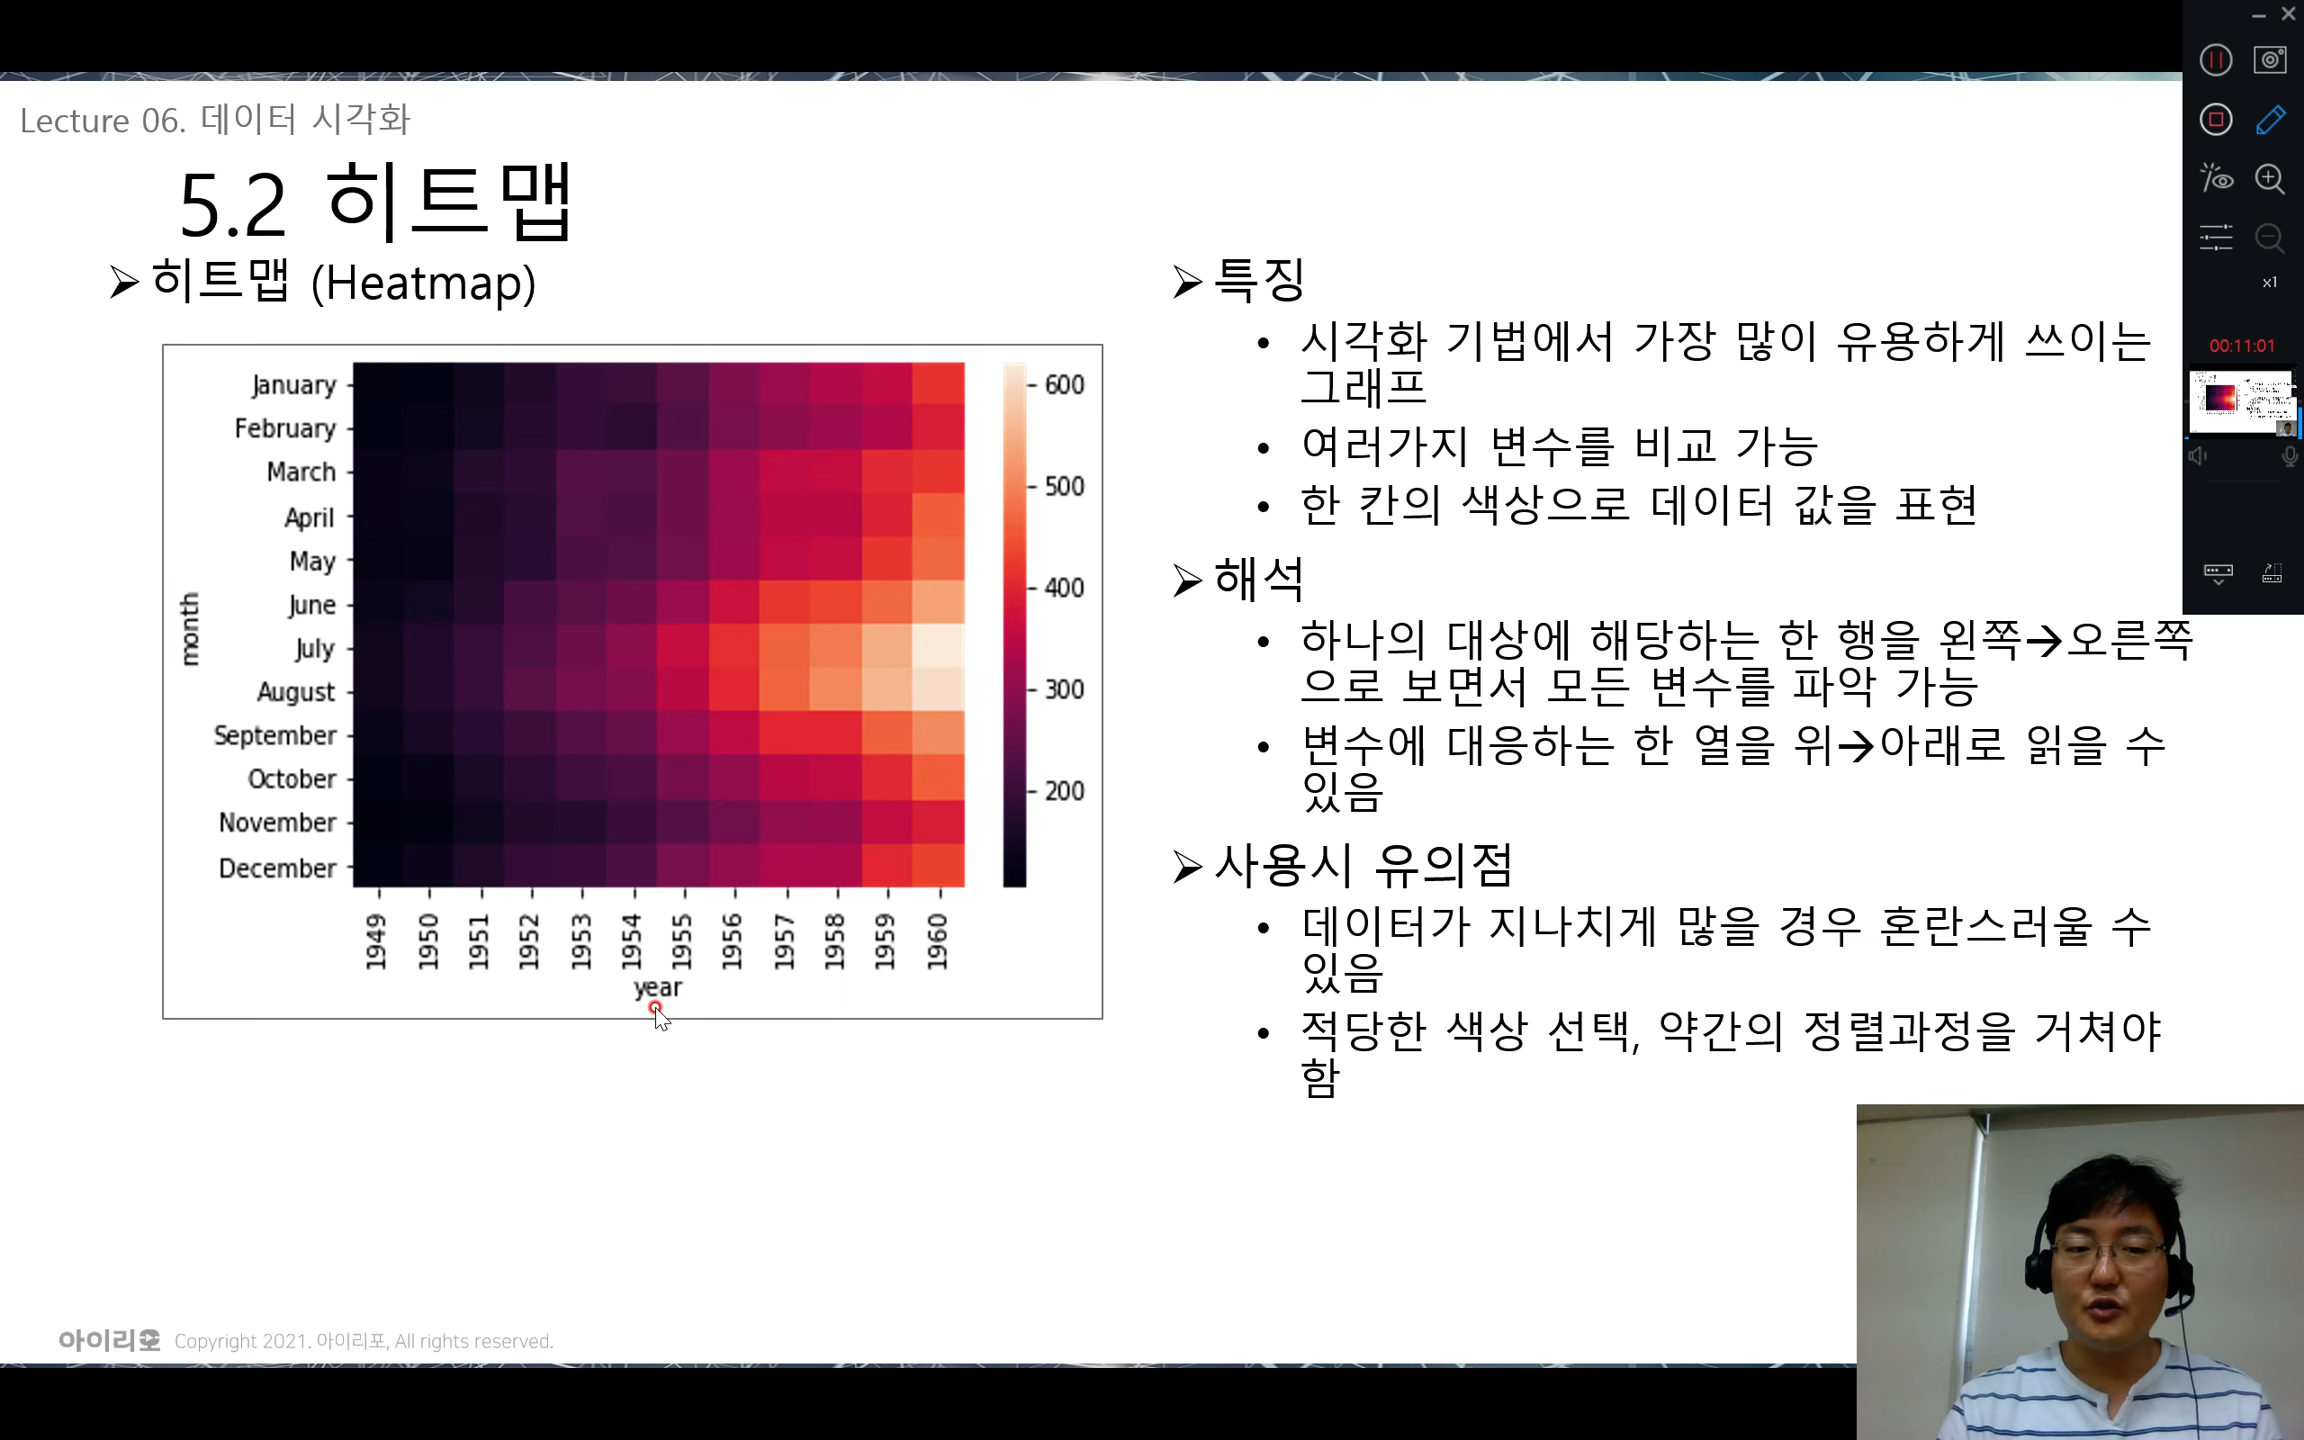 Lecture 06. 데이터 시각화
5.2 히트맵
➢ 히트맵 (Heatmap)
January
February
March
April
May
June
July
August
September
October
November
December
month
1949 1950 1951 1952 1953 1954 1955 1956 1957 1958 1959 1960
year
600
500
400
300
200
➢ 특징
• 시각화 기법에서 가장 많이 유용하게 쓰이는
그래프
• 여러가지 변수를 비교 가능
• 한 칸의 색상으로 데이터 값을 표현
➢ 해석
• 하나의 대상에 해당하는 한 행을 왼쪽→오른쪽
으로 보면서 모든 변수를 파악 가능
• 변수에 대응하는 한 열을 위→아래로 읽을 수
있음
➢ 사용시 유의점
• 데이터가 지나치게 많을 경우 혼란스러울 수
있음
• 적당한 색상 선택, 약간의 정렬과정을 거쳐야
함
x1
00:11:01
아이리포 Copyright 2021. 아이리포, All rights reserved.